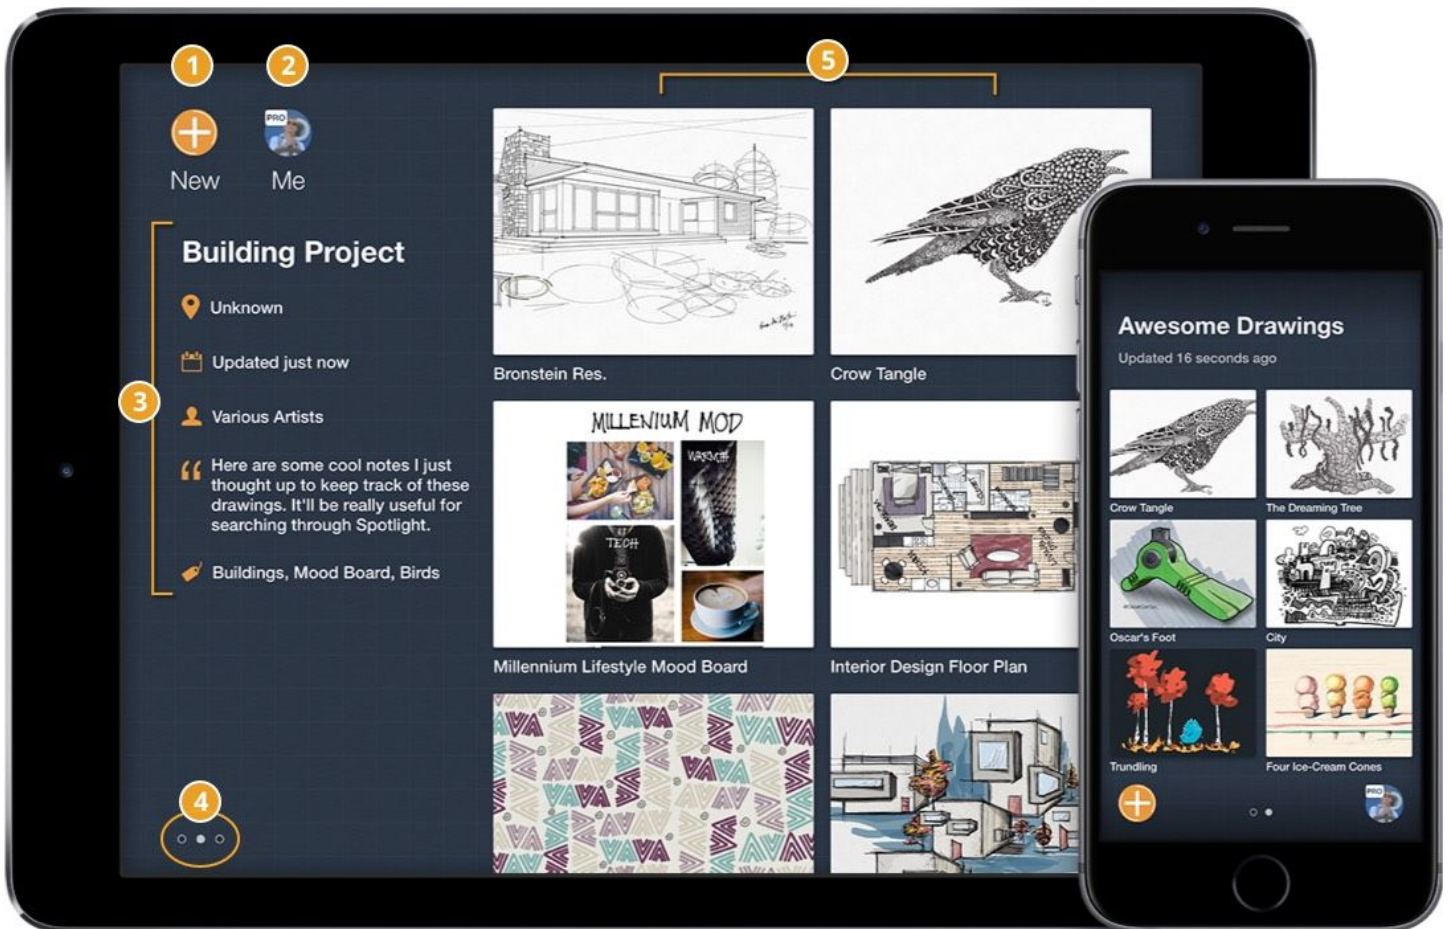 1
2
5
PRO
New
Me
Building Project
Unknown
Updated just now
3
Various Artists
Here are some cool notes I just
thought up to keep track of these
drawings. It'll be really useful for
searching through Spotlight.
Buildings, Mood Board, Birds
4
Bronstein Res.
Crow Tangle
MILLENIUM MOD
WARMTH
TECH
Millennium Lifestyle Mood Board
Interior Design Floor Plan
Awesome Drawings
Updated 16 seconds ago
Crow Tangle
The Dreaming Tree
Oscar's Foot
City
Trundling
Four Ice-Cream Cones
PRO